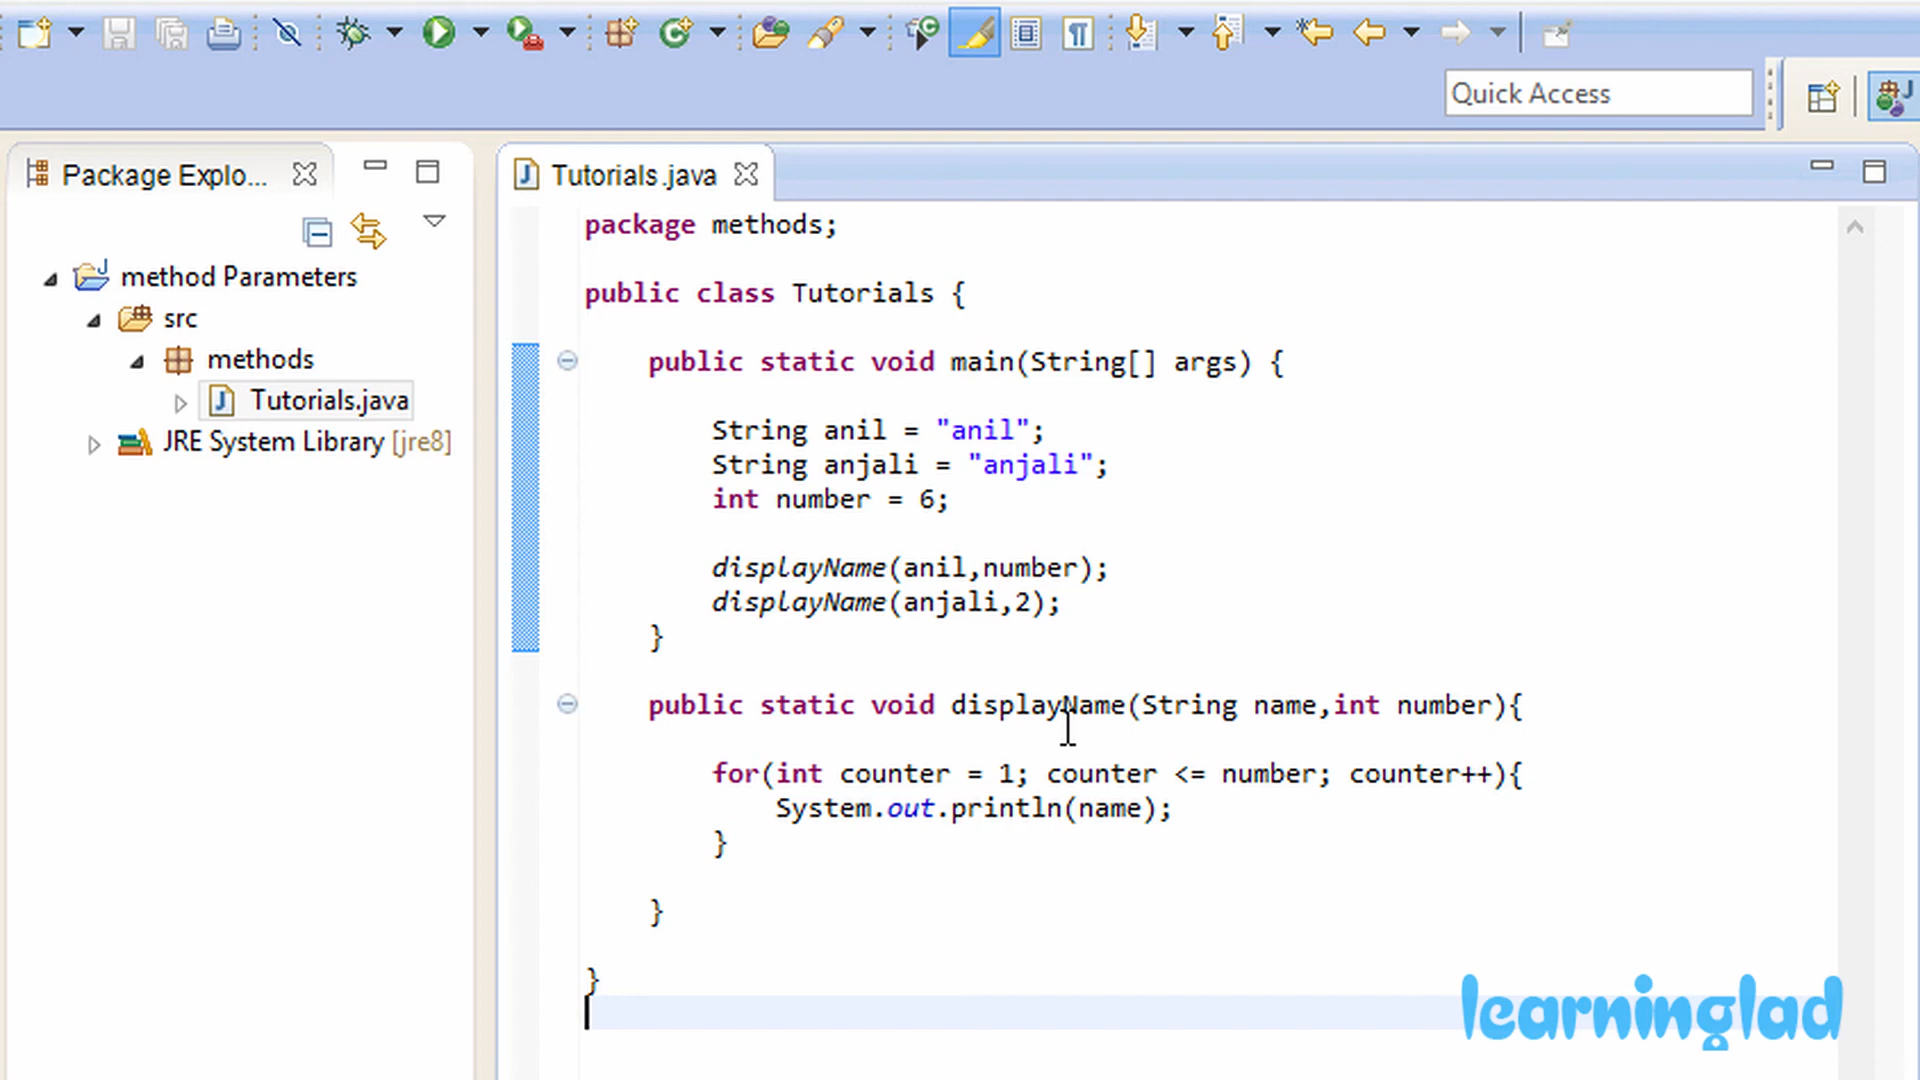 Quick Access
Package Explo...
method Parameters
src
methods
Tutorials.java
JRE System Library [jre8]
Tutorials.java
package methods;
public class Tutorials {
public static void main(String[] args) {
String anil = "anil";
String anjali = "anjali";
int number = 6;
displayName(anil,number);
displayName(anjali,2);
}
public static void displayName(String name,int number){
for(int counter = 1; counter <= number; counter++){
System.out.println(name);
}
}
}
learninglad